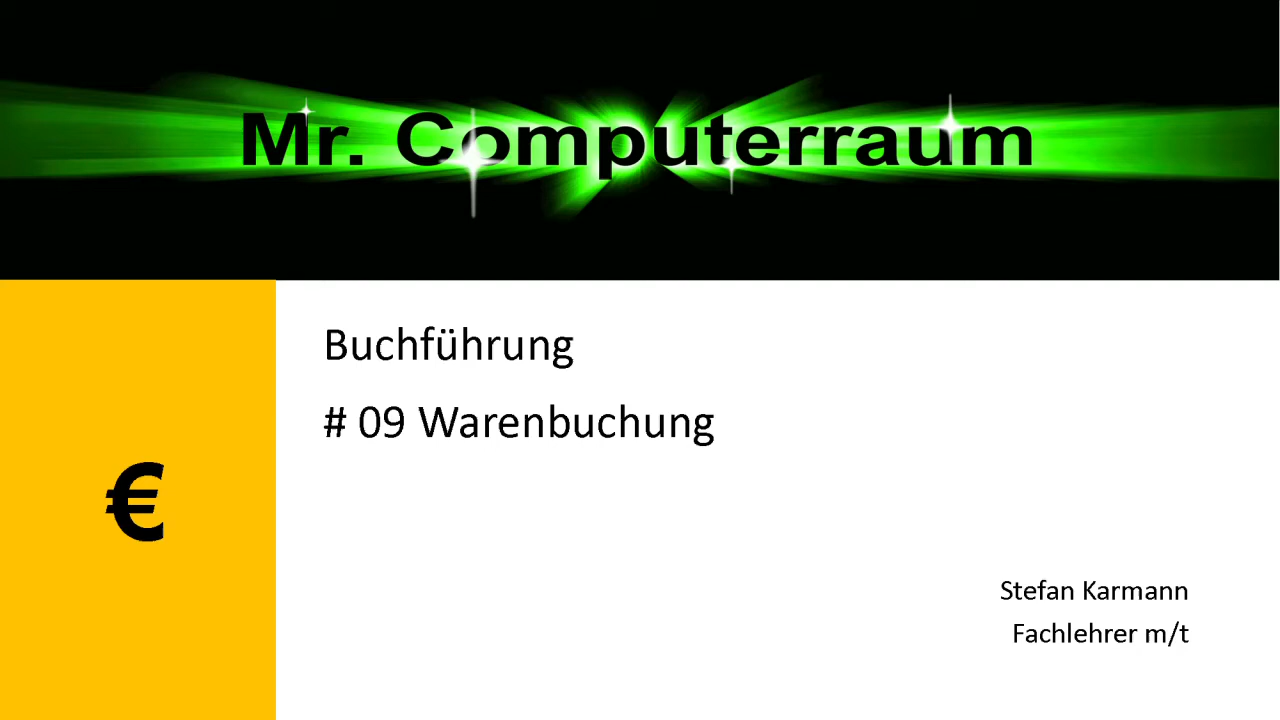 Mr. Computerraum
Buchführung
# 09 Warenbuchung
€
Stefan Karmann
Fachlehrer m/t